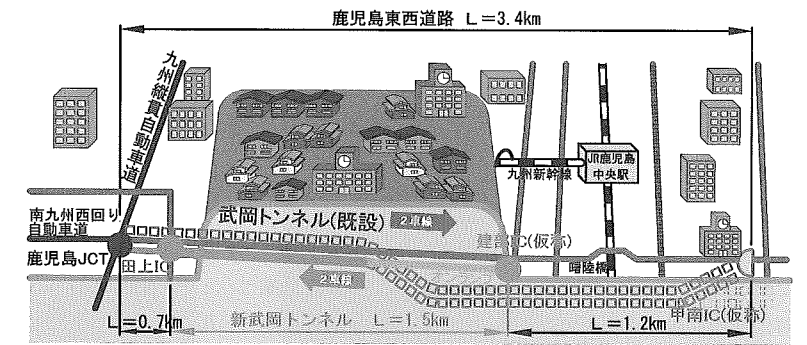 鹿児島東西道路 L=3.4km
九州縦貫自動車道
JR鹿児島
中央駅
九州新幹線
南九州西回り
自動車道
武岡トンネル(既設)
2車線
建部IC(仮称)
鹿児島JCT
田上IC
2車線
曙陸橋
甲南IC(仮称)
L=0.7km
新武岡トンネル L=1.5km
L=1.2km